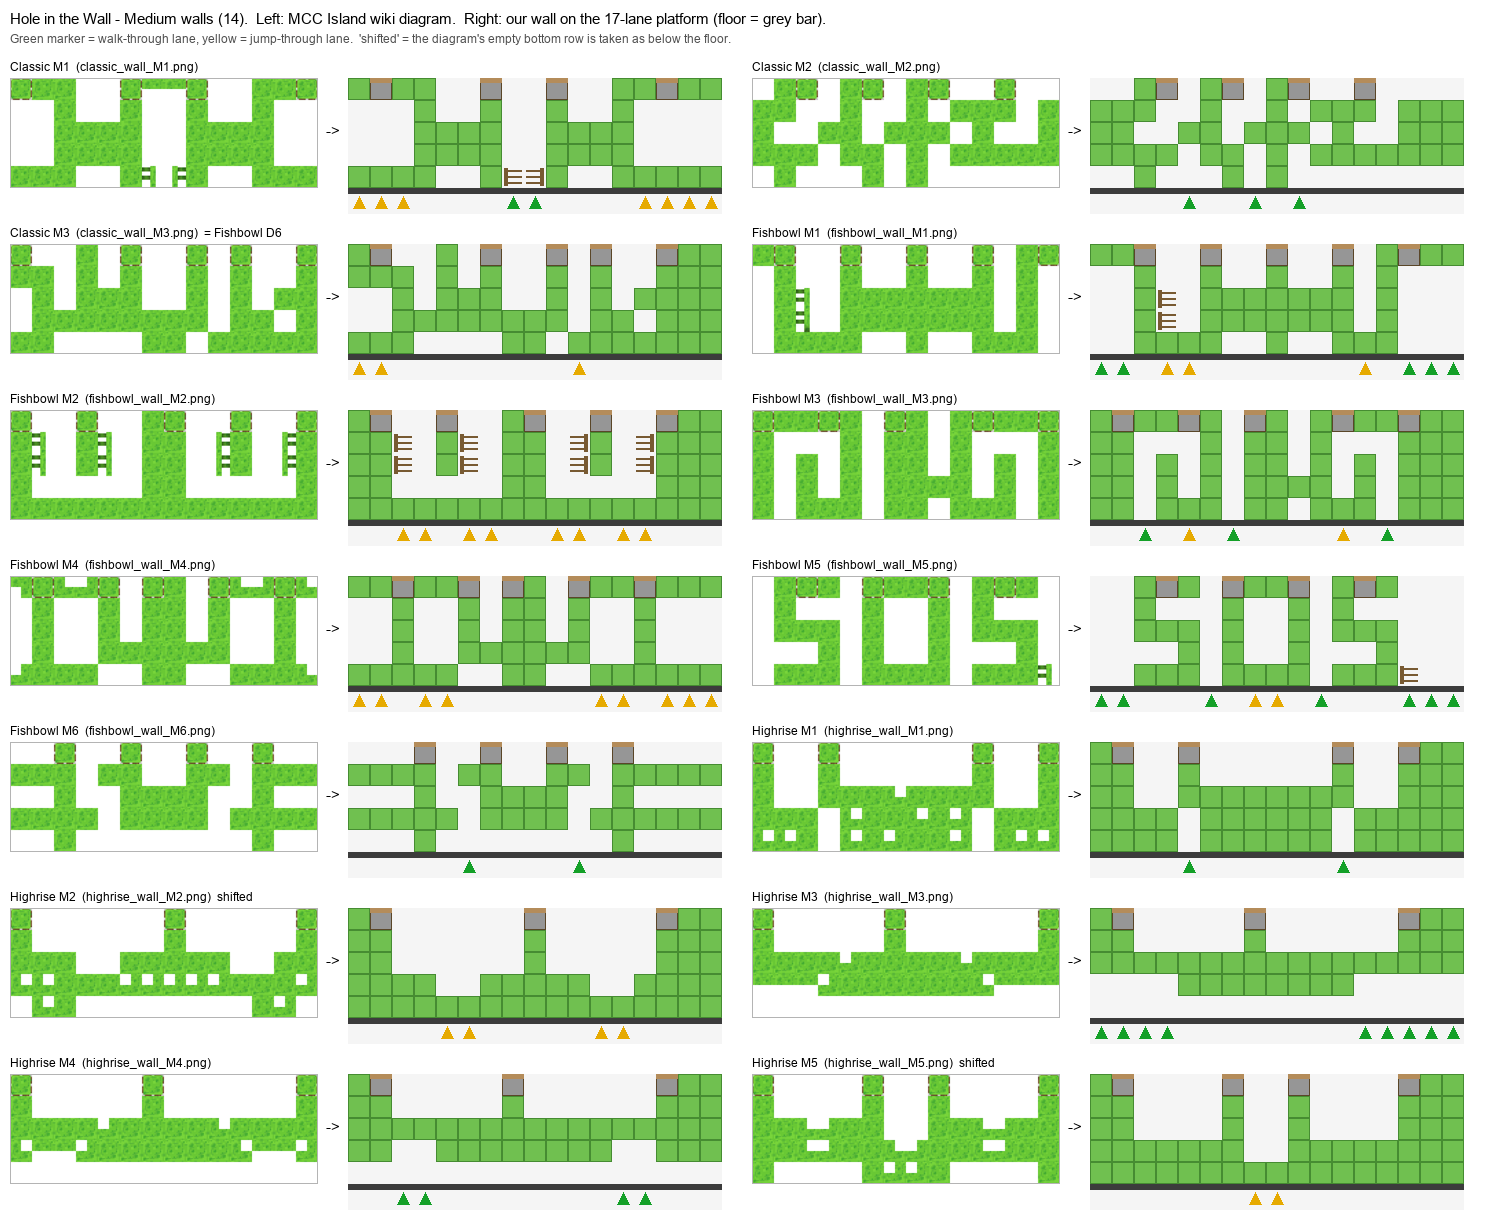 Hole in the Wall - Medium walls (14).  Left: MCC Island wiki diagram.  Right: our wall on the 17-lane platform (floor = grey bar).
Green marker = walk-through lane, yellow = jump-through lane.  'shifted' = the diagram's empty bottom row is taken as below the floor.
Classic M1  (classic_wall_M1.png)
->
Classic M2  (classic_wall_M2.png)
->
Classic M3  (classic_wall_M3.png)  = Fishbowl D6
->
Fishbowl M1  (fishbowl_wall_M1.png)
->
Fishbowl M2  (fishbowl_wall_M2.png)
->
Fishbowl M3  (fishbowl_wall_M3.png)
->
Fishbowl M4  (fishbowl_wall_M4.png)
->
Fishbowl M5  (fishbowl_wall_M5.png)
->
Fishbowl M6  (fishbowl_wall_M6.png)
->
Highrise M1  (highrise_wall_M1.png)
->
Highrise M2  (highrise_wall_M2.png)  shifted
->
Highrise M3  (highrise_wall_M3.png)
->
Highrise M4  (highrise_wall_M4.png)
->
Highrise M5  (highrise_wall_M5.png)  shifted
->